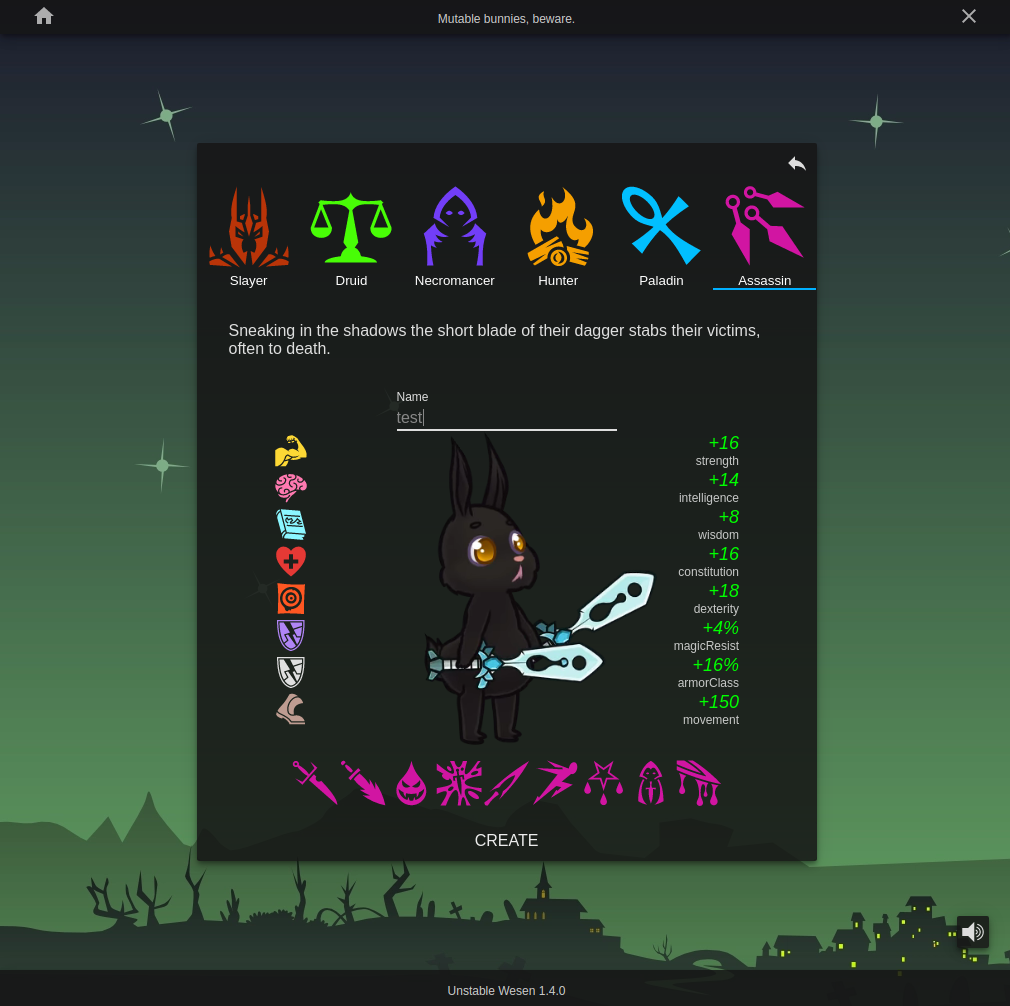 Mutable bunnies, beware.
Slayer
Druid
Necromancer
Hunter
Paladin
Assassin
Sneaking in the shadows the short blade of their dagger stabs their victims,
often to death.
Name
test
+16
strength
+14
intelligence
+8
wisdom
+16
constitution
+18
dexterity
+4%
magicResist
+16%
armorClass
+150
movement
CREATE
Unstable Wesen 1.4.0